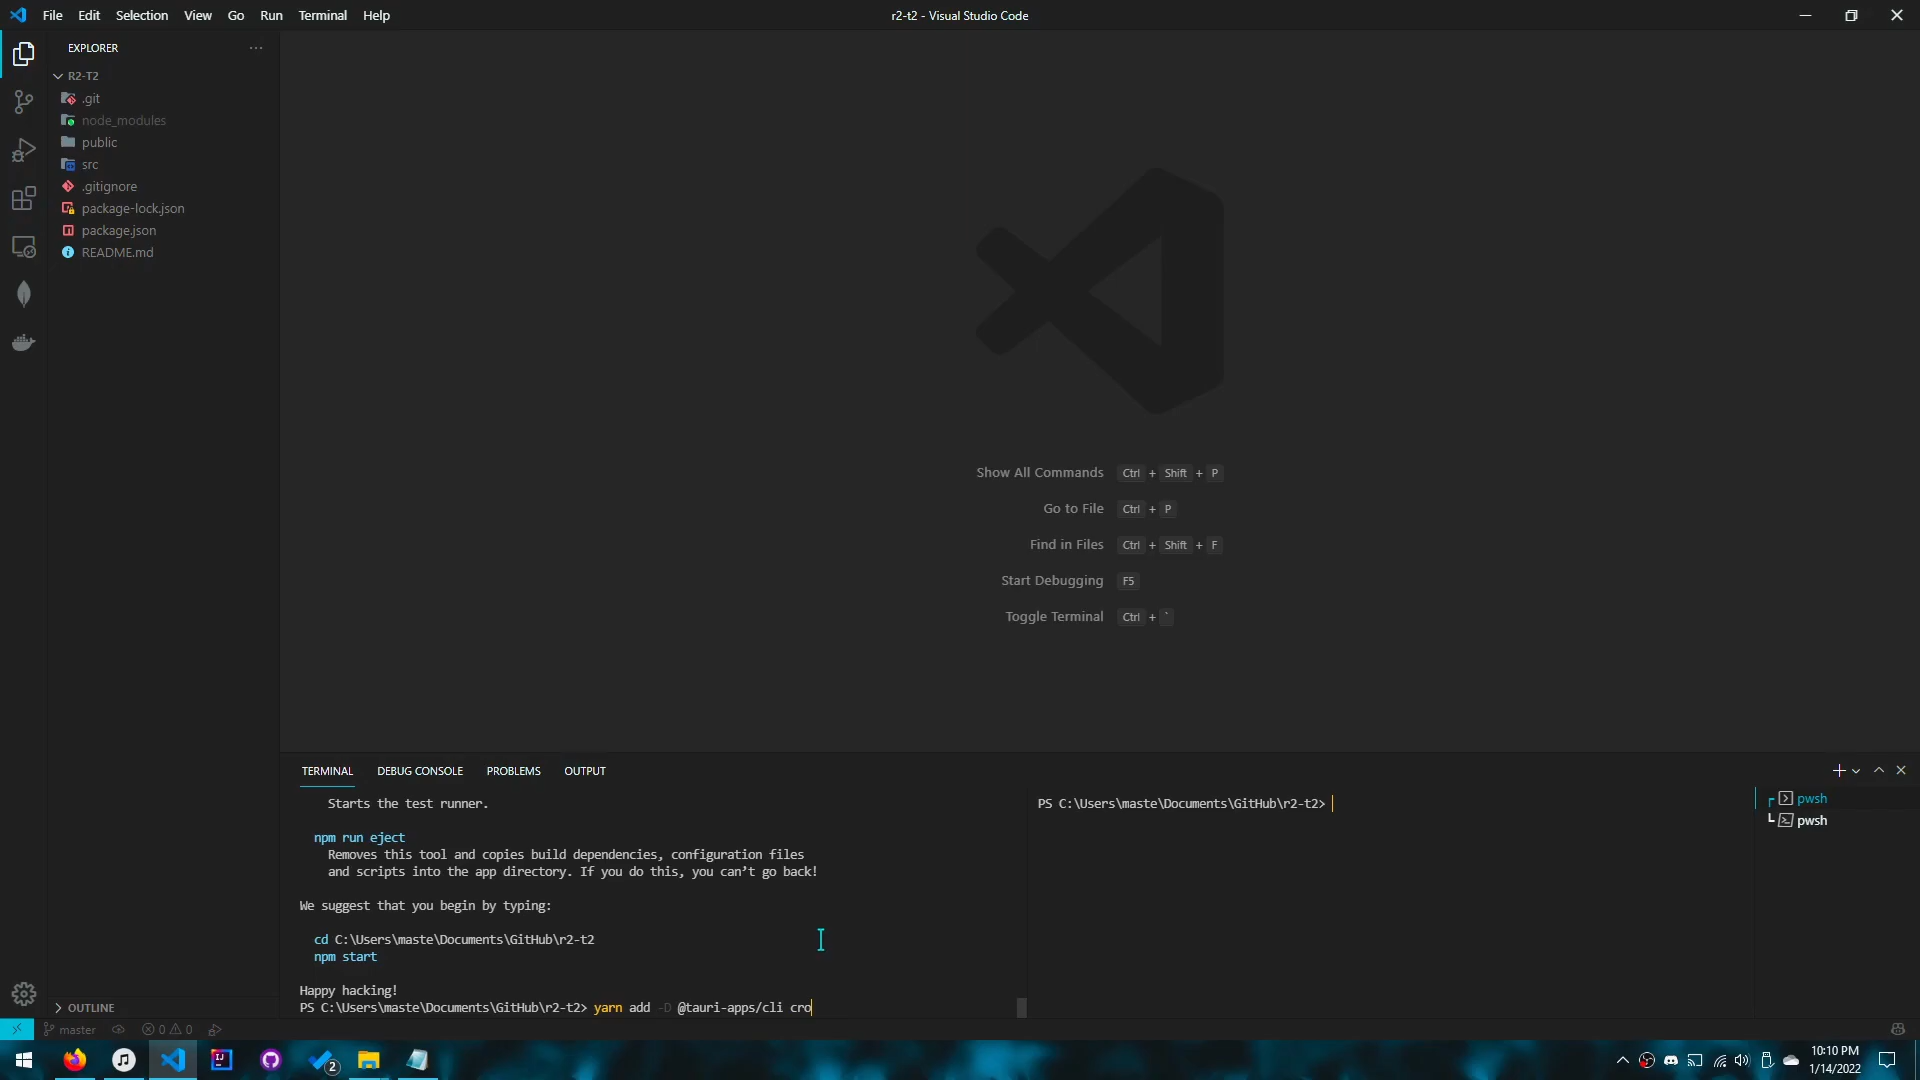 File Edit Selection View Go Run Terminal Help
r2-t2 - Visual Studio Code
EXPLORER
R2-T2
.git
node_modules
public
src
.gitignore
package-lock.json
package.json
README.md
Show All Commands Ctrl + Shift + P
Go to File Ctrl + P
Find in Files Ctrl + Shift + F
Start Debugging F5
Toggle Terminal Ctrl + `
TERMINAL DEBUG CONSOLE PROBLEMS OUTPUT
Starts the test runner.
npm run eject
Removes this tool and copies build dependencies, configuration files
and scripts into the app directory. If you do this, you can’t go back!
We suggest that you begin by typing:
cd C:\Users\maste\Documents\GitHub\r2-t2
npm start
Happy hacking!
PS C:\Users\maste\Documents\GitHub\r2-t2> yarn add -D @tauri-apps/cli cro
PS C:\Users\maste\Documents\GitHub\r2-t2>
pwsh
pwsh
OUTLINE
master 0 0
2
10:10 PM
1/14/2022